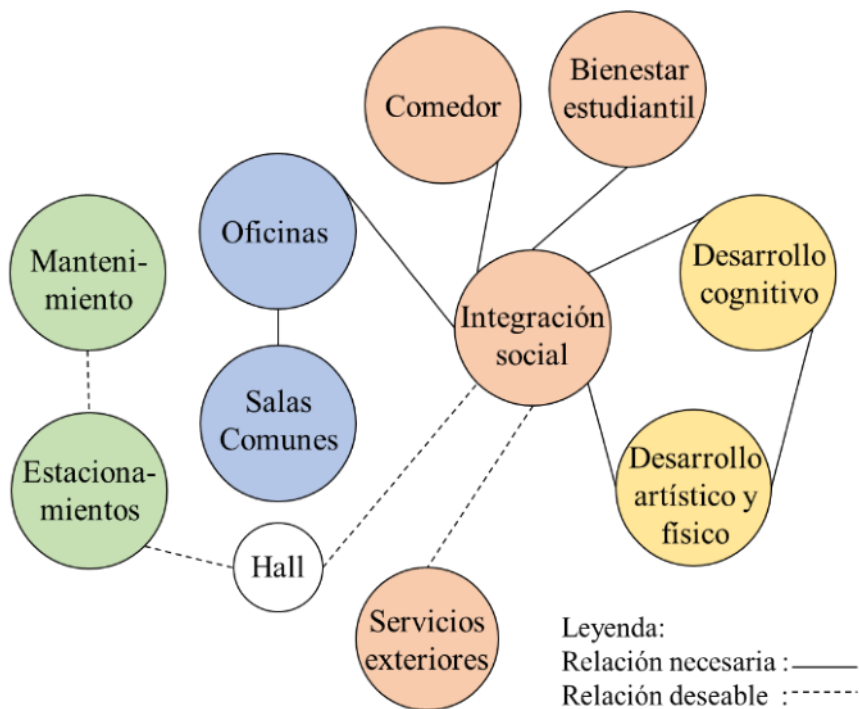 Comedor
Bienestar
estudiantil
Oficinas
Manteni-
miento
Desarrollo
cognitivo
Integración
social
Salas
Comunes
Estaciona-
mientos
Desarrollo
artístico y
físico
Hall
Servicios
exteriores
Leyenda:
Relación necesaria :
Relación deseable :